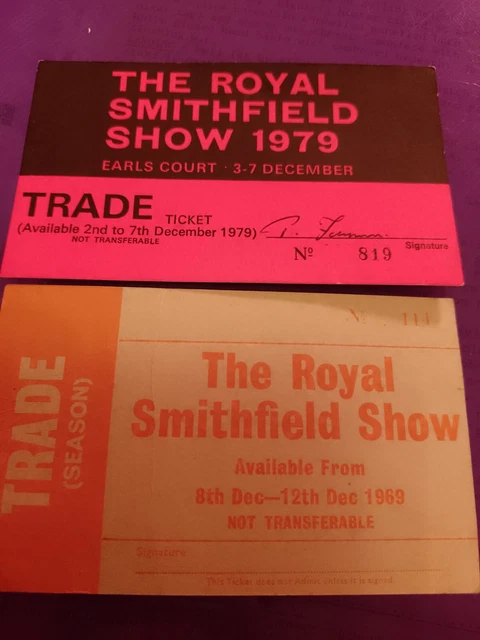 THE ROYAL
SMITHFIELD
SHOW 1979
EARLS COURT · 3-7 DECEMBER
TRADE TICKET
(Available 2nd to 7th December 1979)
NOT TRANSFERABLE
Signature
Nº 819
TRADE
(SEASON)
Nº 111
The Royal
Smithfield Show
Available From
8th Dec—12th Dec 1969
NOT TRANSFERABLE
Signature
This Ticket does not Admit unless it is signed